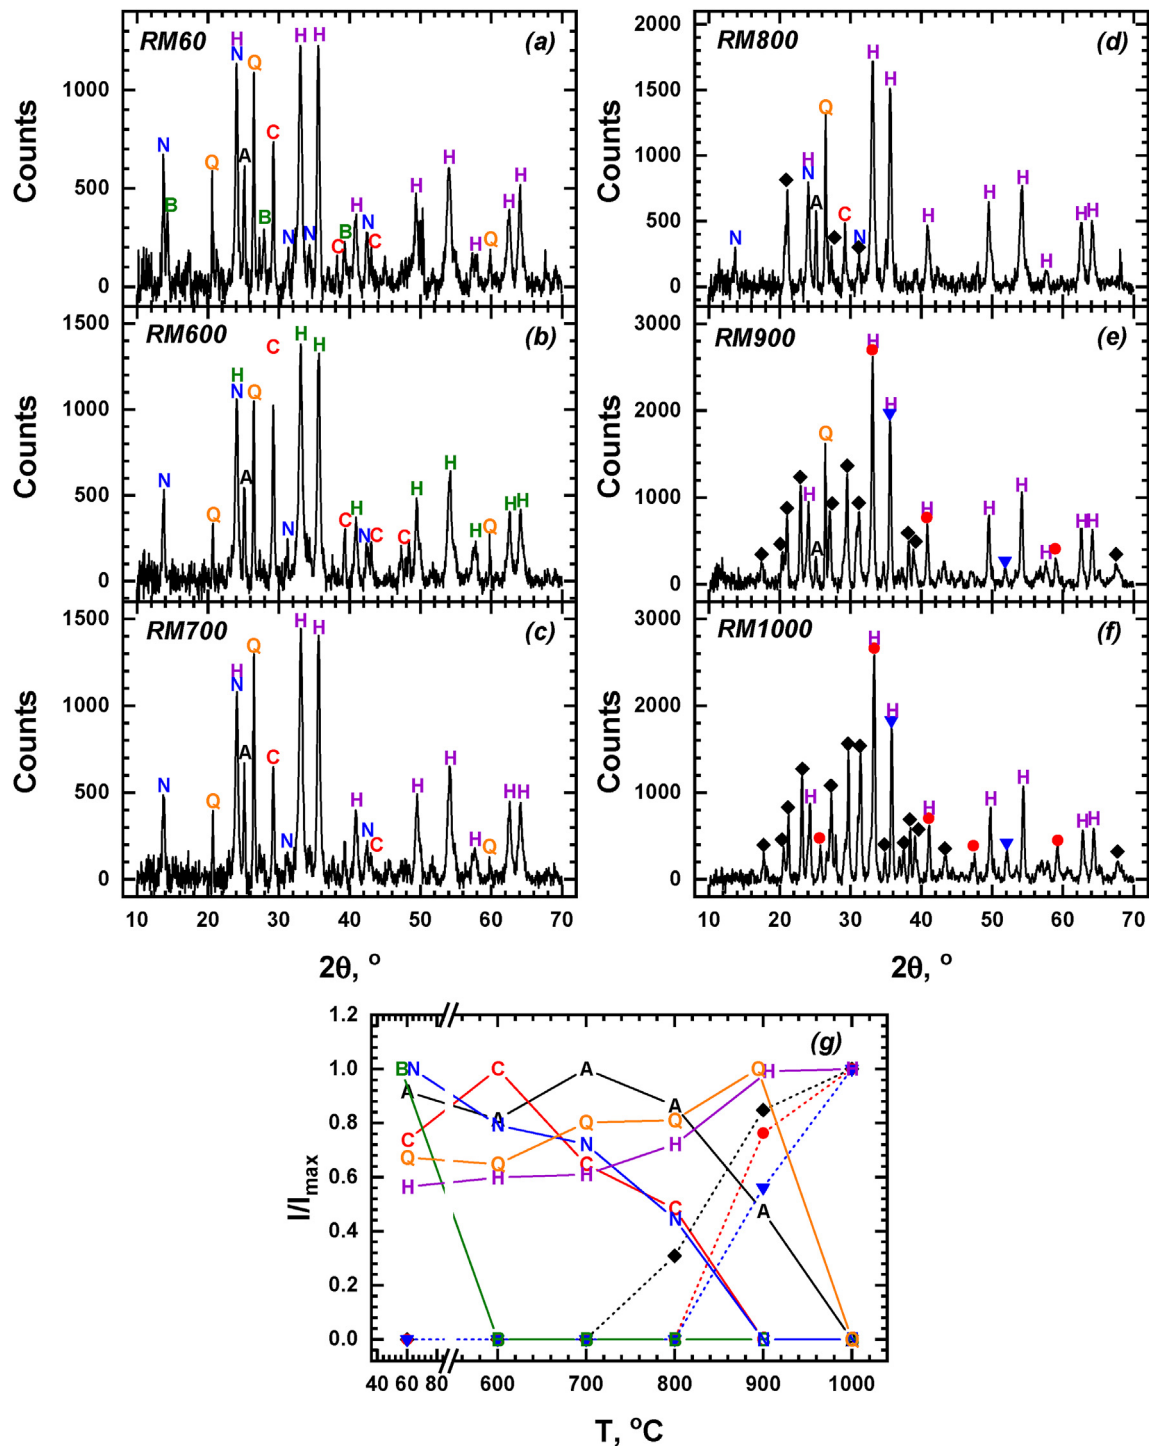 RM60
(a)
N
B
Q
H
N
A
Q
B
C
N
H
N
H
C
B
H
N
C
H
H
H
Q
H
H
Counts
1000
500
0
RM600
(b)
N
Q
H
N
A
Q
C
N
H
H
C
H
N
C
C
H
H
H
Q
H
H
Counts
1500
1000
500
0
RM700
(c)
N
Q
H
N
A
Q
C
N
H
H
H
N
C
H
H
H
Q
H
H
Counts
1500
1000
500
0
10 20 30 40 50 60 70
2θ, °
RM800
(d)
N
H
N
A
Q
C
N
H
H
H
H
H
H
H
H
Counts
2000
1500
1000
500
0
RM900
(e)
H
A
Q
H
H
H
H
H
H
H
H
Counts
3000
2000
1000
0
RM1000
(f)
H
H
H
H
H
H
H
H
Counts
3000
2000
1000
0
10 20 30 40 50 60 70
2θ, °
(g)
I/Imax
1.2
1.0
0.8
0.6
0.4
0.2
0.0
B N C A Q H H
A A N Q Q A
C Q H C H H A
Q H N C N
H
B B B C N Q
40 60 80 600 700 800 900 1000
T, °C